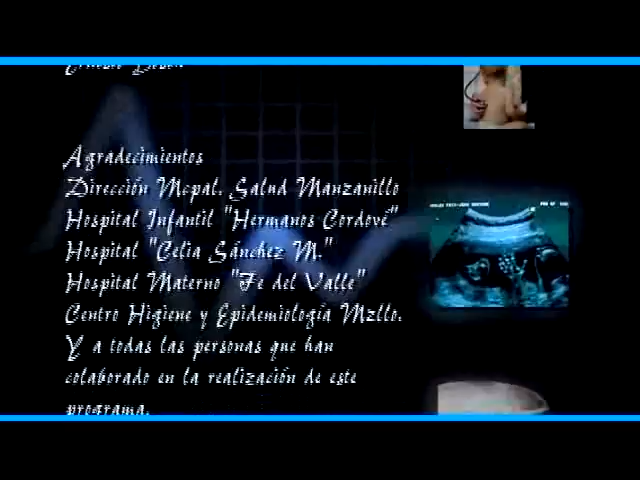 Agradecimientos
Dirección Mcpal. Salud Manzanillo
Hospital Infantil "Hermanos Cordové"
Hospital "Celia Sánchez M."
Hospital Materno "Fe del Valle"
Centro Higiene y Epidemiología Mzllo.
Y a todas las personas que han
colaborado en la realización de este
programa.